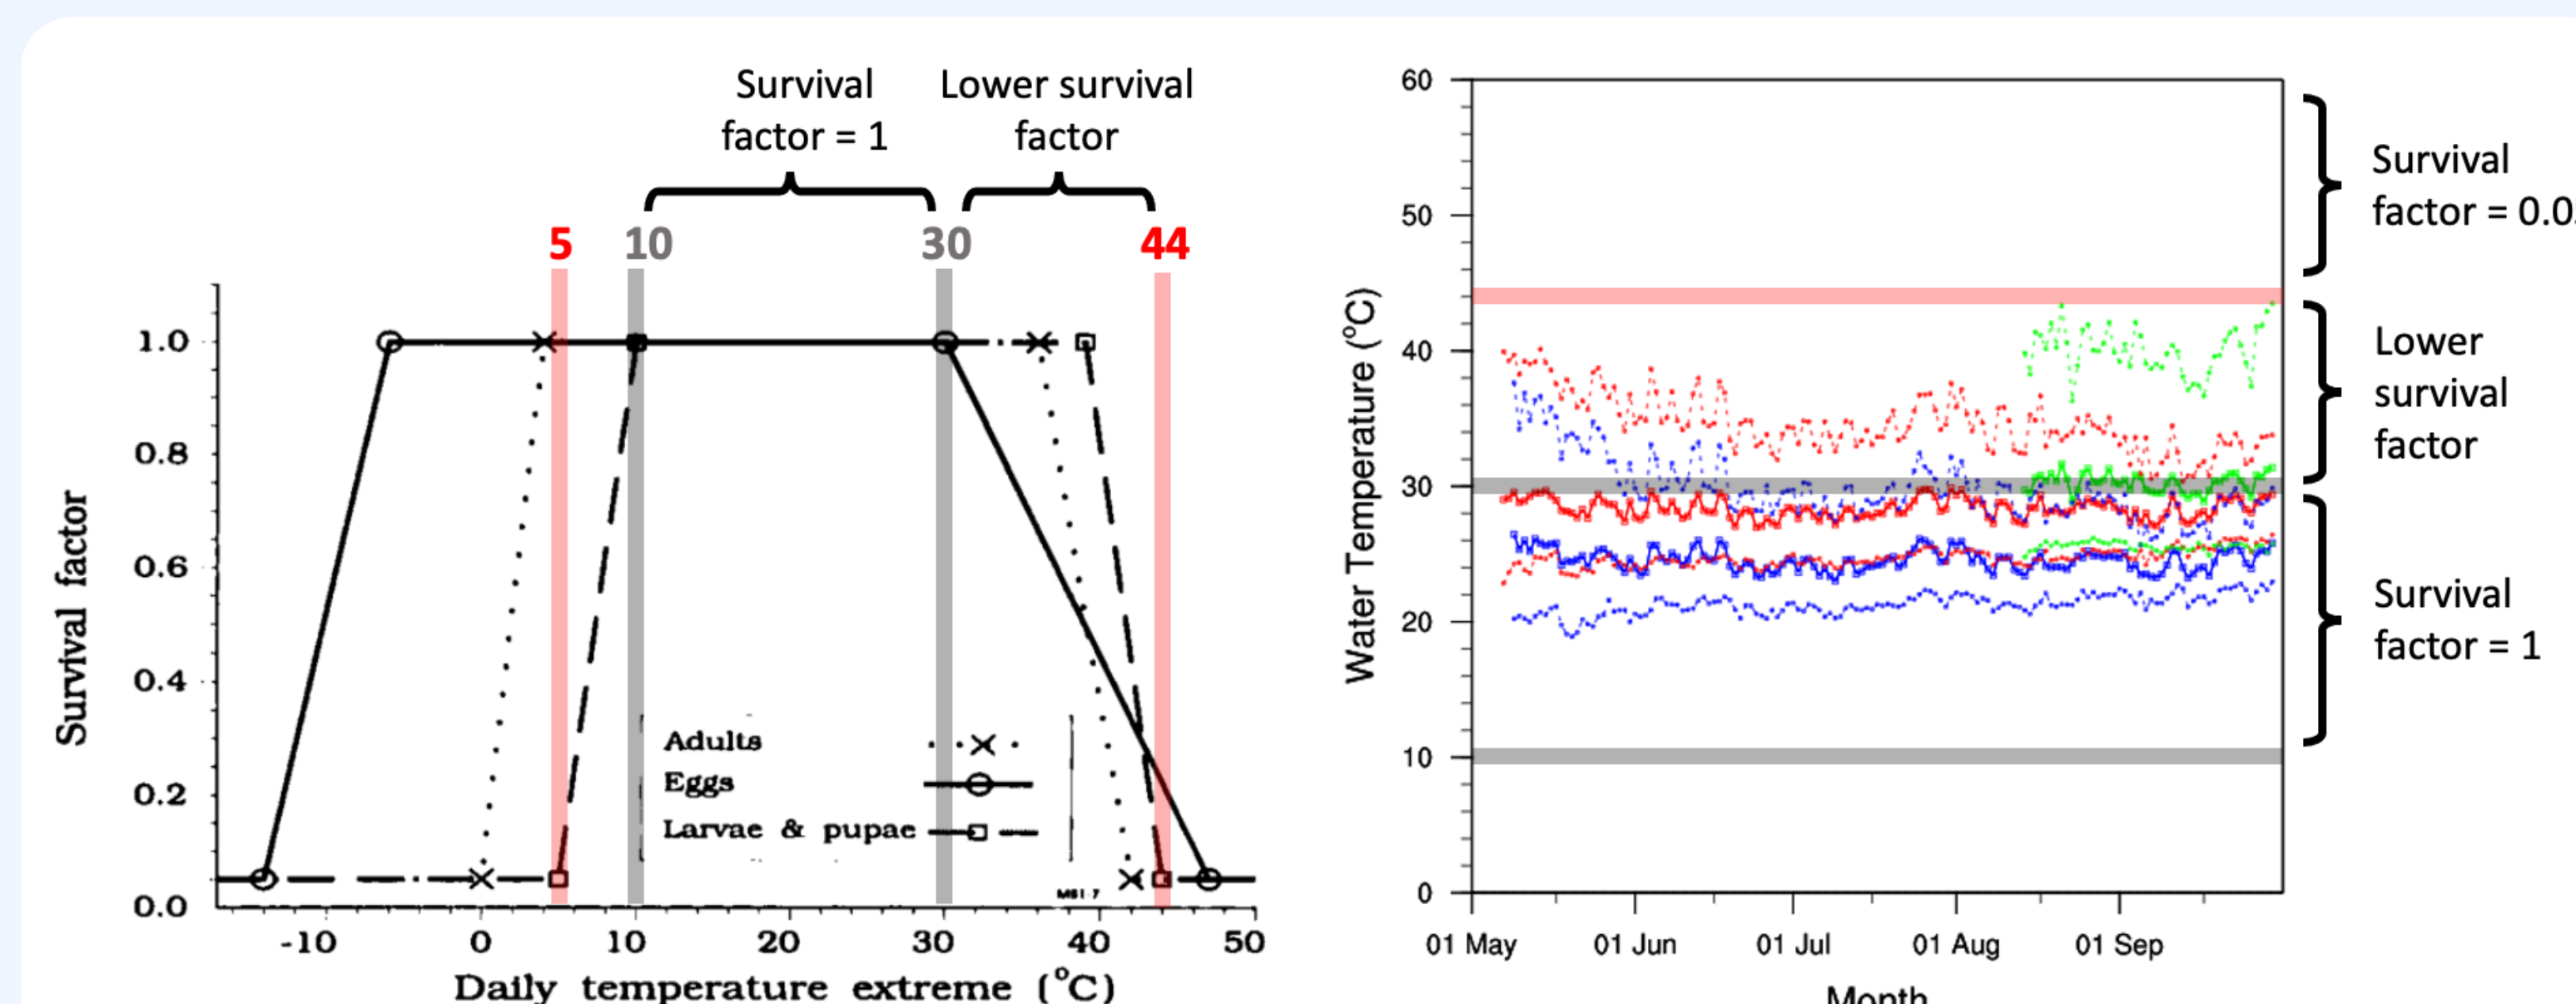 Survival
factor = 1
Lower survival
factor
5
10
30
44
1.0
0.8
0.6
0.4
0.2
0.0
Survival factor
Adults
Eggs
Larvae & pupae
-10
0
10
20
30
40
50
Daily temperature extreme (°C)
60
50
40
30
20
10
0
Water Temperature (°C)
01 May
01 Jun
01 Jul
01 Aug
01 Sep
Month
Survival
factor = 0.0
Lower
survival
factor
Survival
factor = 1